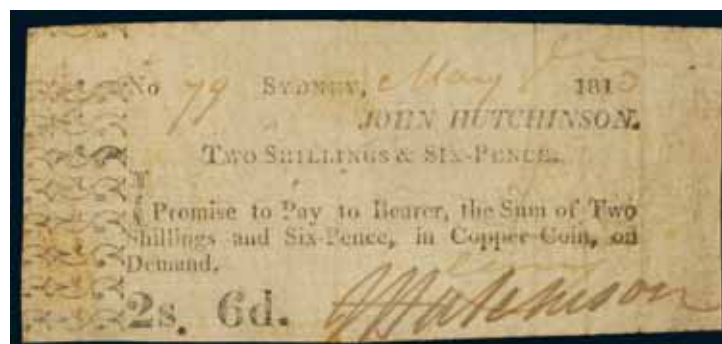 No 79 SYDNEY, May 1813
JOHN HUTCHINSON.
TWO SHILLINGS & SIX-PENCE.
I Promise to Pay to Bearer, the Sum of Two
Shillings and Six-Pence, in Copper Coin, on
Demand.
2s. 6d. J Hutchinson